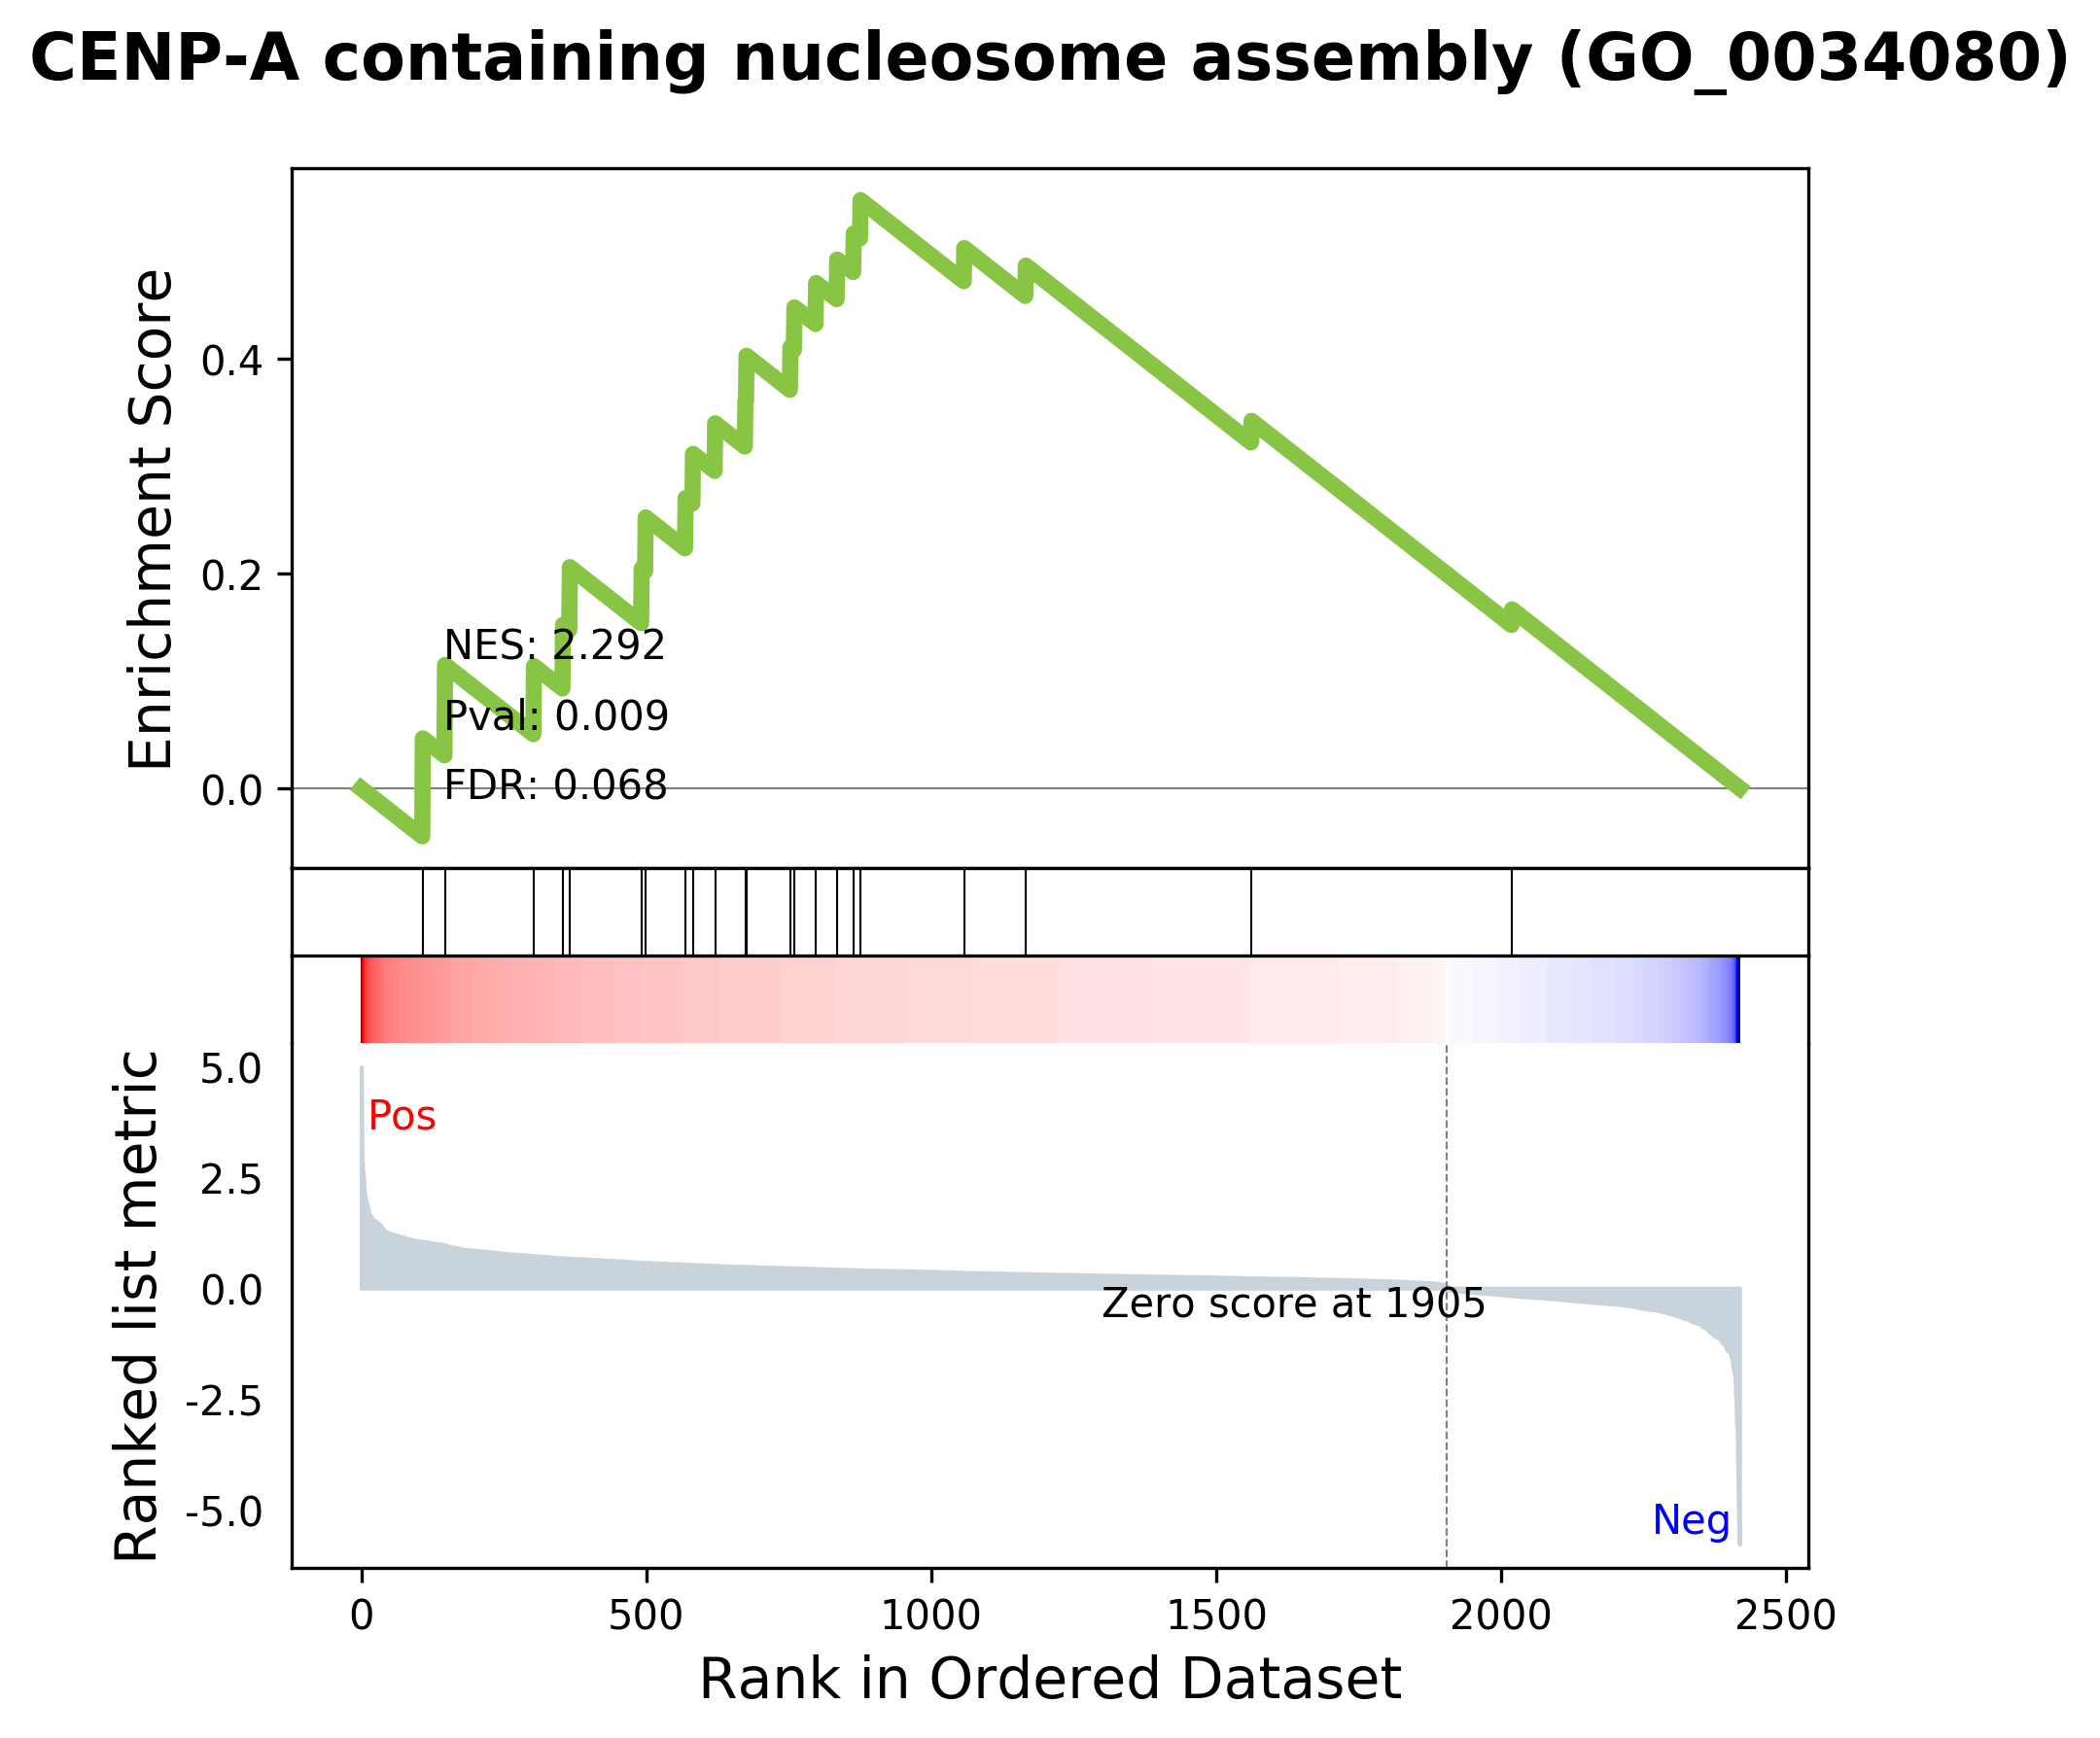 CENP-A containing nucleosome assembly (GO_0034080)
Enrichment Score
0.4
0.2
0.0
NES: 2.292
Pval: 0.009
FDR: 0.068
Ranked list metric
5.0
2.5
0.0
-2.5
-5.0
Pos
Zero score at 1905
Neg
0 500 1000 1500 2000 2500
Rank in Ordered Dataset